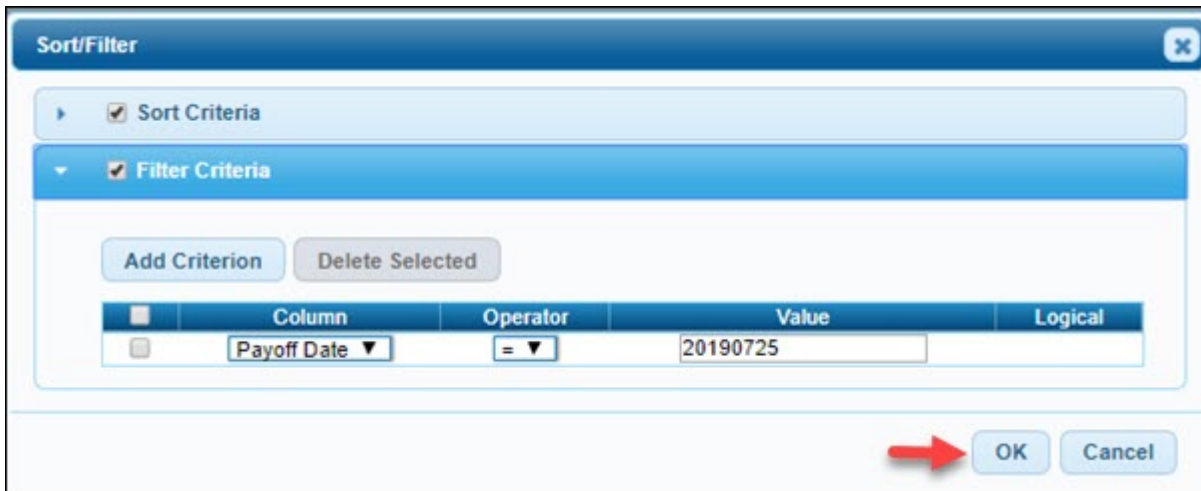 Sort/Filter
Sort Criteria
Filter Criteria
Add Criterion Delete Selected
Column Operator Value Logical
Payoff Date = 20190725
OK Cancel